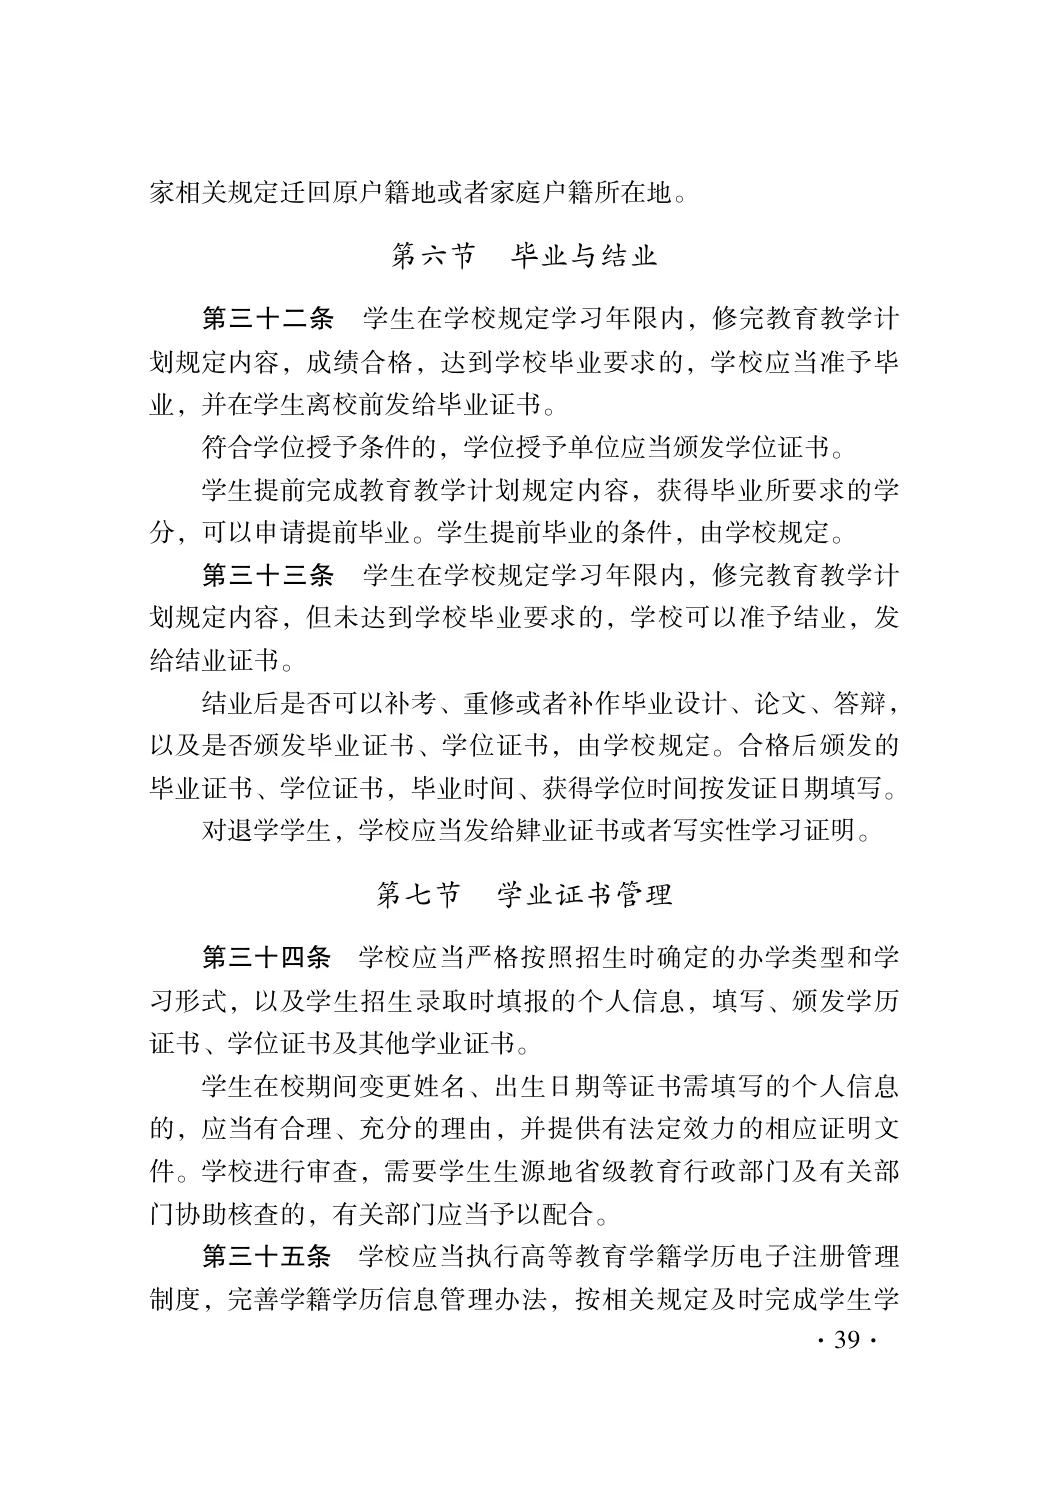 家相关规定迁回原户籍地或者家庭户籍所在地。
第六节　毕业与结业
第三十二条　学生在学校规定学习年限内，修完教育教学计
划规定内容，成绩合格，达到学校毕业要求的，学校应当准予毕
业，并在学生离校前发给毕业证书。
符合学位授予条件的，学位授予单位应当颁发学位证书。
学生提前完成教育教学计划规定内容，获得毕业所要求的学
分，可以申请提前毕业。学生提前毕业的条件，由学校规定。
第三十三条　学生在学校规定学习年限内，修完教育教学计
划规定内容，但未达到学校毕业要求的，学校可以准予结业，发
给结业证书。
结业后是否可以补考、重修或者补作毕业设计、论文、答辩，
以及是否颁发毕业证书、学位证书，由学校规定。合格后颁发的
毕业证书、学位证书，毕业时间、获得学位时间按发证日期填写。
对退学学生，学校应当发给肄业证书或者写实性学习证明。
第七节　学业证书管理
第三十四条　学校应当严格按照招生时确定的办学类型和学
习形式，以及学生招生录取时填报的个人信息，填写、颁发学历
证书、学位证书及其他学业证书。
学生在校期间变更姓名、出生日期等证书需填写的个人信息
的，应当有合理、充分的理由，并提供有法定效力的相应证明文
件。学校进行审查，需要学生生源地省级教育行政部门及有关部
门协助核查的，有关部门应当予以配合。
第三十五条　学校应当执行高等教育学籍学历电子注册管理
制度，完善学籍学历信息管理办法，按相关规定及时完成学生学
· 39 ·